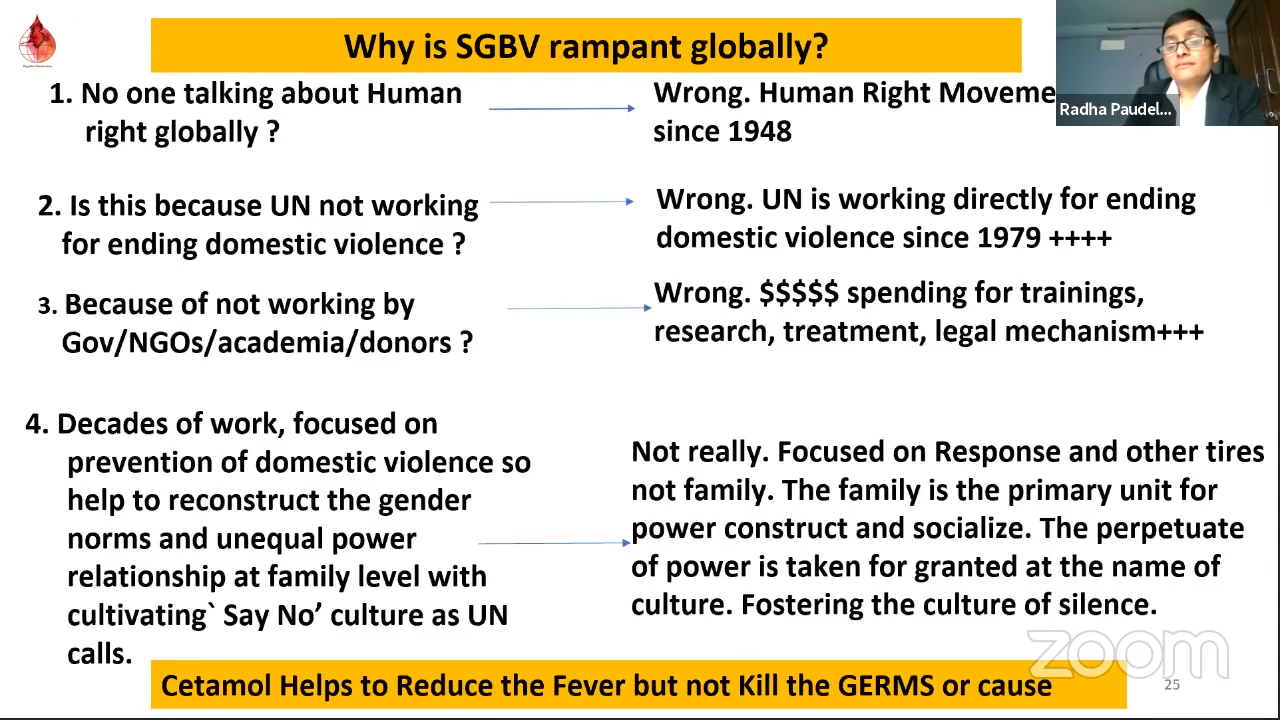 Why is SGBV rampant globally?
1. No one talking about Human
right globally ?
Wrong. Human Right Moveme
since 1948
Radha Paudel...
2. Is this because UN not working
for ending domestic violence ?
Wrong. UN is working directly for ending
domestic violence since 1979 ++++
3. Because of not working by
Gov/NGOs/academia/donors ?
Wrong. $$$$$ spending for trainings,
research, treatment, legal mechanism+++
4. Decades of work, focused on
prevention of domestic violence so
help to reconstruct the gender
norms and unequal power
relationship at family level with
cultivating` Say No’ culture as UN
calls.
Not really. Focused on Response and other tires
not family. The family is the primary unit for
power construct and socialize. The perpetuate
of power is taken for granted at the name of
culture. Fostering the culture of silence.
zoom
Cetamol Helps to Reduce the Fever but not Kill the GERMS or cause
25